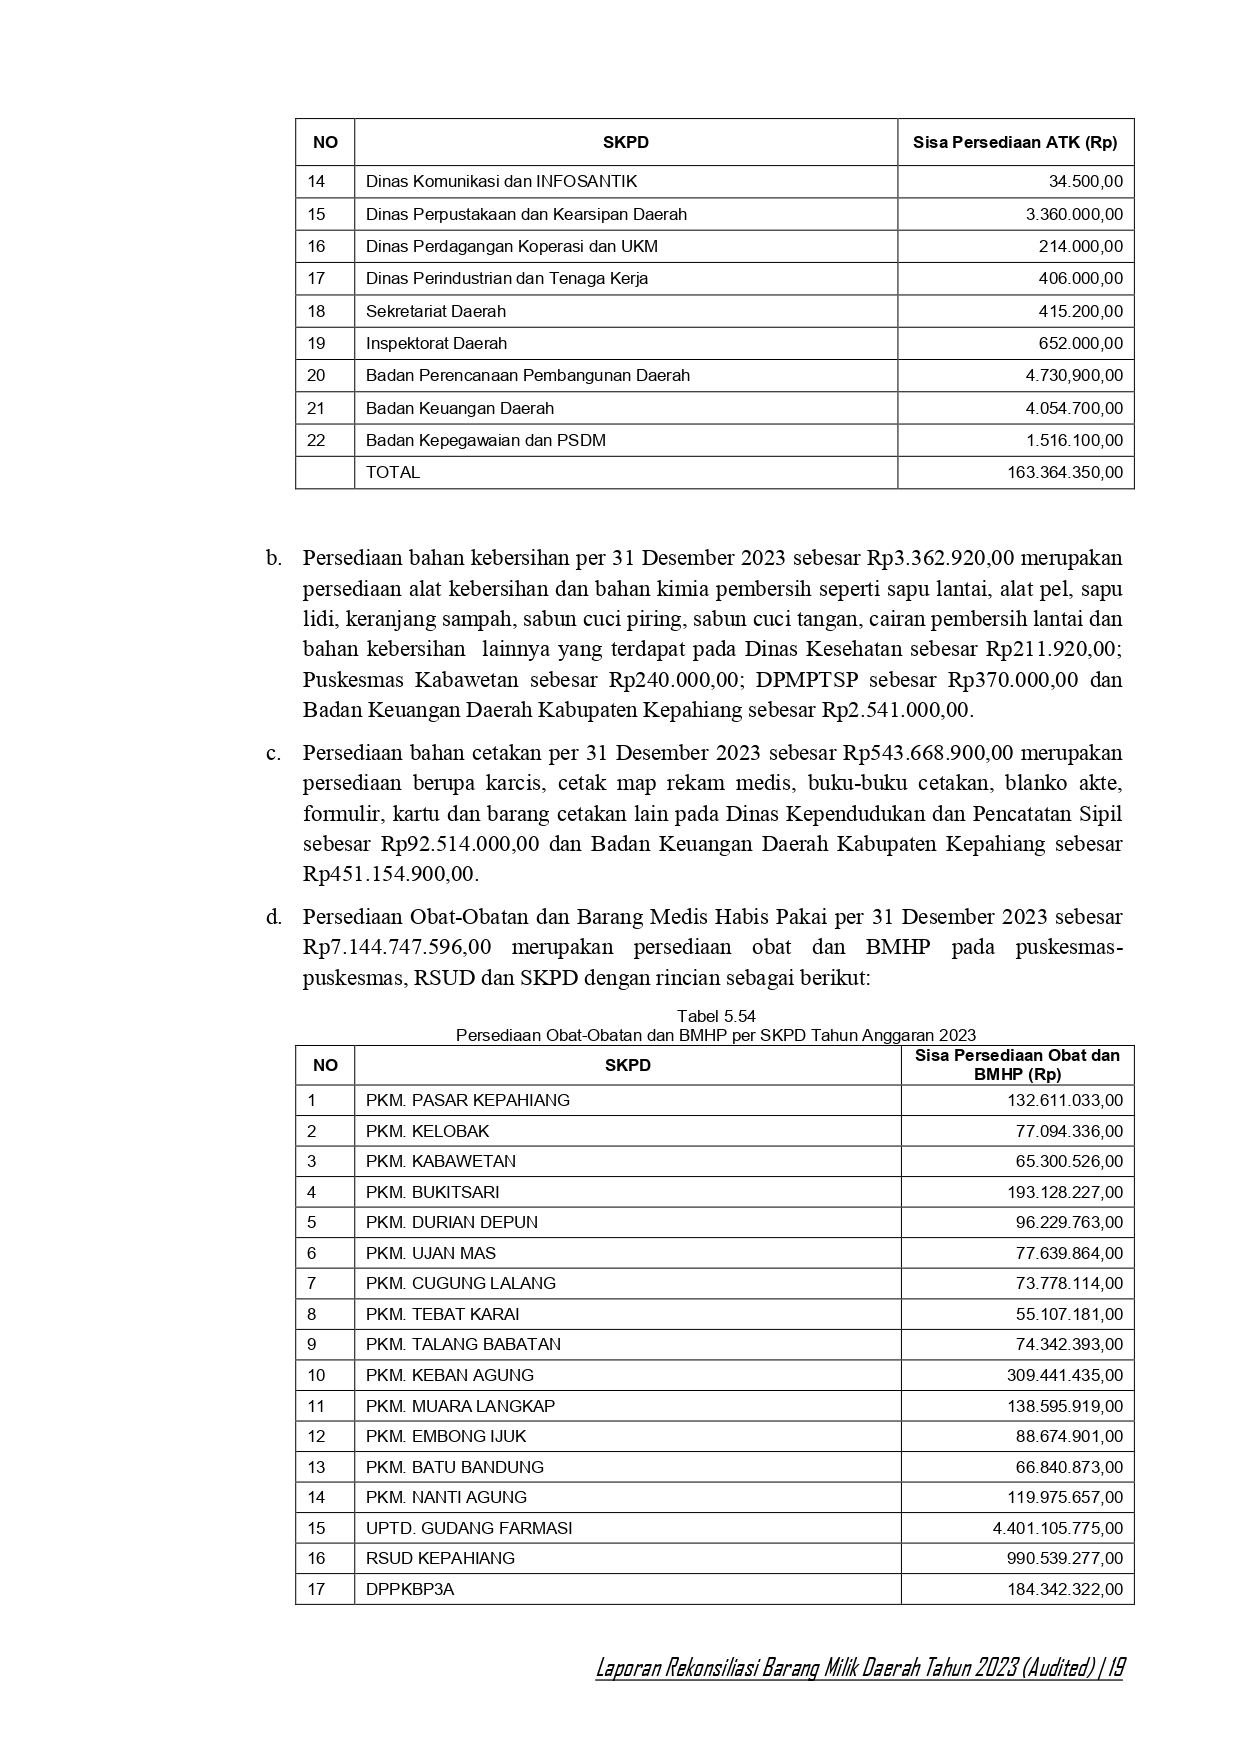 NO SKPD Sisa Persediaan ATK (Rp)
14 Dinas Komunikasi dan INFOSANTIK 34.500,00
15 Dinas Perpustakaan dan Kearsipan Daerah 3.360.000,00
16 Dinas Perdagangan Koperasi dan UKM 214.000,00
17 Dinas Perindustrian dan Tenaga Kerja 406.000,00
18 Sekretariat Daerah 415.200,00
19 Inspektorat Daerah 652.000,00
20 Badan Perencanaan Pembangunan Daerah 4.730,900,00
21 Badan Keuangan Daerah 4.054.700,00
22 Badan Kepegawaian dan PSDM 1.516.100,00
TOTAL 163.364.350,00
b. Persediaan bahan kebersihan per 31 Desember 2023 sebesar Rp3.362.920,00 merupakan
persediaan alat kebersihan dan bahan kimia pembersih seperti sapu lantai, alat pel, sapu
lidi, keranjang sampah, sabun cuci piring, sabun cuci tangan, cairan pembersih lantai dan
bahan kebersihan lainnya yang terdapat pada Dinas Kesehatan sebesar Rp211.920,00;
Puskesmas Kabawetan sebesar Rp240.000,00; DPMPTSP sebesar Rp370.000,00 dan
Badan Keuangan Daerah Kabupaten Kepahiang sebesar Rp2.541.000,00.
c. Persediaan bahan cetakan per 31 Desember 2023 sebesar Rp543.668.900,00 merupakan
persediaan berupa karcis, cetak map rekam medis, buku-buku cetakan, blanko akte,
formulir, kartu dan barang cetakan lain pada Dinas Kependudukan dan Pencatatan Sipil
sebesar Rp92.514.000,00 dan Badan Keuangan Daerah Kabupaten Kepahiang sebesar
Rp451.154.900,00.
d. Persediaan Obat-Obatan dan Barang Medis Habis Pakai per 31 Desember 2023 sebesar
Rp7.144.747.596,00 merupakan persediaan obat dan BMHP pada puskesmas-
puskesmas, RSUD dan SKPD dengan rincian sebagai berikut:
Tabel 5.54
Persediaan Obat-Obatan dan BMHP per SKPD Tahun Anggaran 2023
NO SKPD Sisa Persediaan Obat dan
BMHP (Rp)
1 PKM. PASAR KEPAHIANG 132.611.033,00
2 PKM. KELOBAK 77.094.336,00
3 PKM. KABAWETAN 65.300.526,00
4 PKM. BUKITSARI 193.128.227,00
5 PKM. DURIAN DEPUN 96.229.763,00
6 PKM. UJAN MAS 77.639.864,00
7 PKM. CUGUNG LALANG 73.778.114,00
8 PKM. TEBAT KARAI 55.107.181,00
9 PKM. TALANG BABATAN 74.342.393,00
10 PKM. KEBAN AGUNG 309.441.435,00
11 PKM. MUARA LANGKAP 138.595.919,00
12 PKM. EMBONG IJUK 88.674.901,00
13 PKM. BATU BANDUNG 66.840.873,00
14 PKM. NANTI AGUNG 119.975.657,00
15 UPTD. GUDANG FARMASI 4.401.105.775,00
16 RSUD KEPAHIANG 990.539.277,00
17 DPPKBP3A 184.342.322,00
Laporan Rekonsiliasi Barang Milik Daerah Tahun 2023 (Audited) | 19